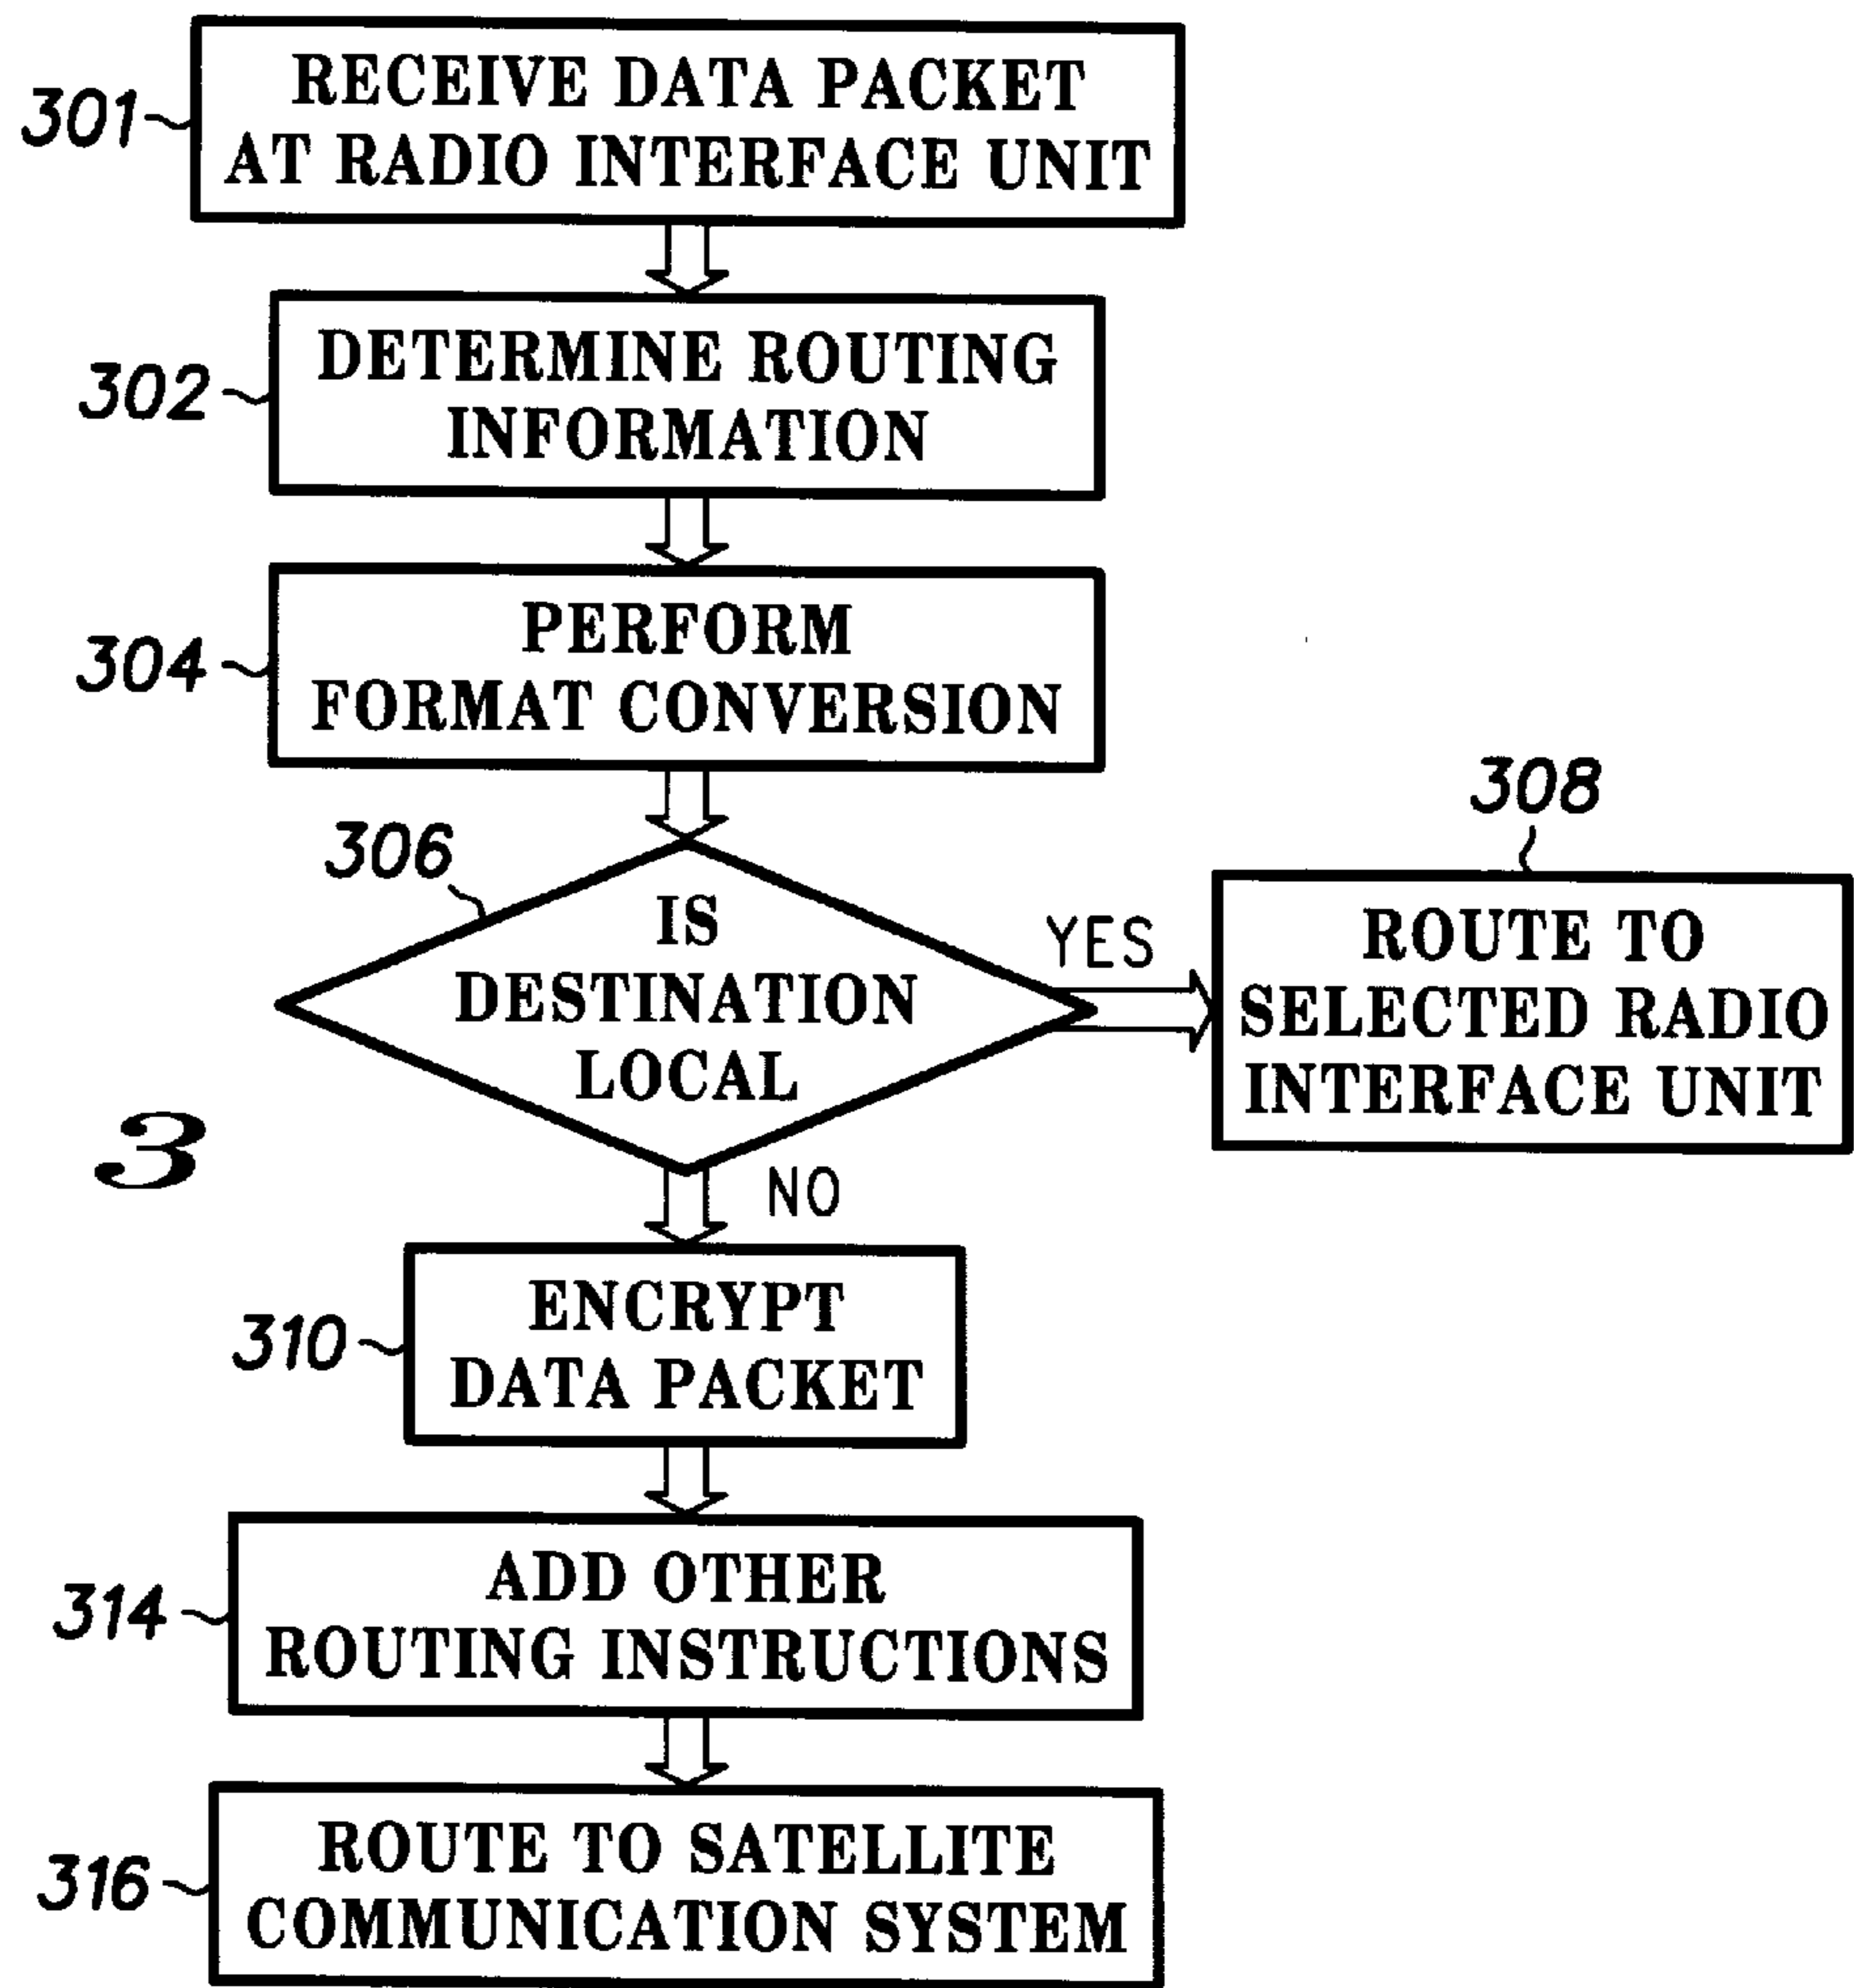 301
RECEIVE DATA PACKET
AT RADIO INTERFACE UNIT
302
DETERMINE ROUTING
INFORMATION
304
PERFORM
FORMAT CONVERSION
306
IS
DESTINATION
LOCAL
YES
308
ROUTE TO
SELECTED RADIO
INTERFACE UNIT
3
NO
310
ENCRYPT
DATA PACKET
314
ADD OTHER
ROUTING INSTRUCTIONS
316
ROUTE TO SATELLITE
COMMUNICATION SYSTEM